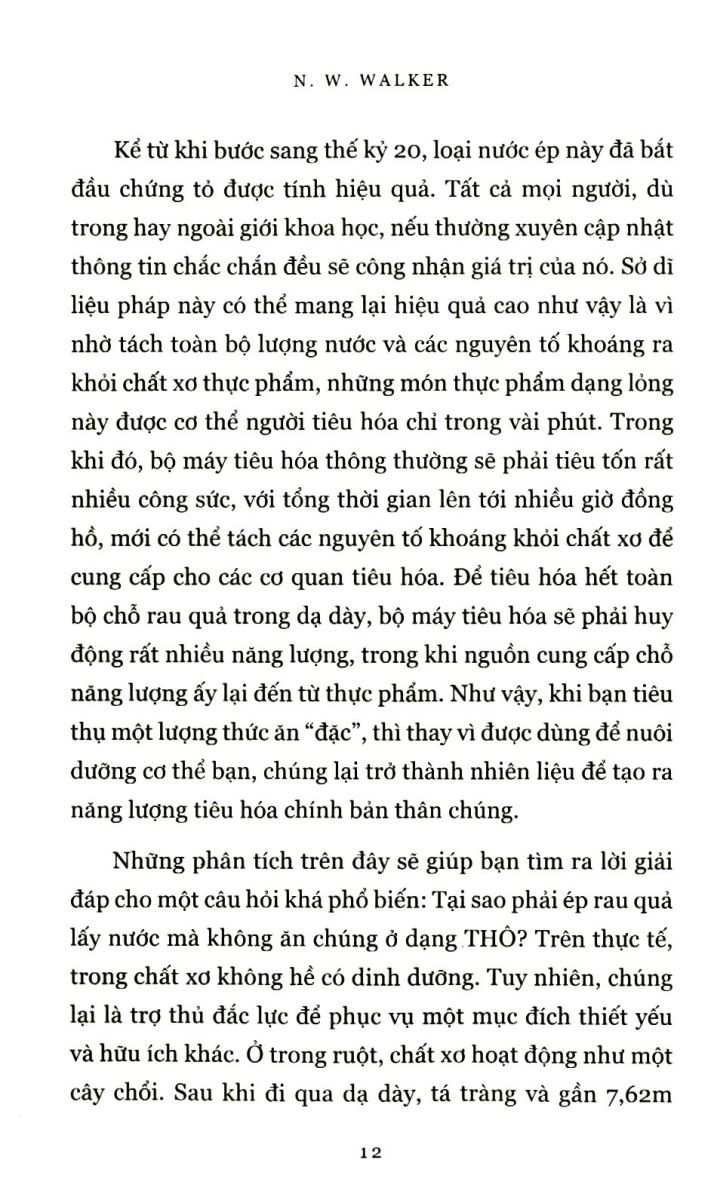 N. W. WALKER
Kể từ khi bước sang thế kỷ 20, loại nước ép này đã bắt
đầu chứng tỏ được tính hiệu quả. Tất cả mọi người, dù
trong hay ngoài giới khoa học, nếu thường xuyên cập nhật
thông tin chắc chắn đều sẽ công nhận giá trị của nó. Sở dĩ
liệu pháp này có thể mang lại hiệu quả cao như vậy là vì
nhờ tách toàn bộ lượng nước và các nguyên tố khoáng ra
khỏi chất xơ thực phẩm, những món thực phẩm dạng lỏng
này được cơ thể người tiêu hóa chỉ trong vài phút. Trong
khi đó, bộ máy tiêu hóa thông thường sẽ phải tiêu tốn rất
nhiều công sức, với tổng thời gian lên tới nhiều giờ đồng
hồ, mới có thể tách các nguyên tố khoáng khỏi chất xơ để
cung cấp cho các cơ quan tiêu hóa. Để tiêu hóa hết toàn
bộ chỗ rau quả trong dạ dày, bộ máy tiêu hóa sẽ phải huy
động rất nhiều năng lượng, trong khi nguồn cung cấp chỗ
năng lượng ấy lại đến từ thực phẩm. Như vậy, khi bạn tiêu
thụ một lượng thức ăn “đặc”, thì thay vì được dùng để nuôi
dưỡng cơ thể bạn, chúng lại trở thành nhiên liệu để tạo ra
năng lượng tiêu hóa chính bản thân chúng.
Những phân tích trên đây sẽ giúp bạn tìm ra lời giải
đáp cho một câu hỏi khá phổ biến: Tại sao phải ép rau quả
lấy nước mà không ăn chúng ở dạng THÔ? Trên thực tế,
trong chất xơ không hề có dinh dưỡng. Tuy nhiên, chúng
lại là trợ thủ đắc lực để phục vụ một mục đích thiết yếu
và hữu ích khác. Ở trong ruột, chất xơ hoạt động như một
cây chổi. Sau khi đi qua dạ dày, tá tràng và gần 7,62m
12